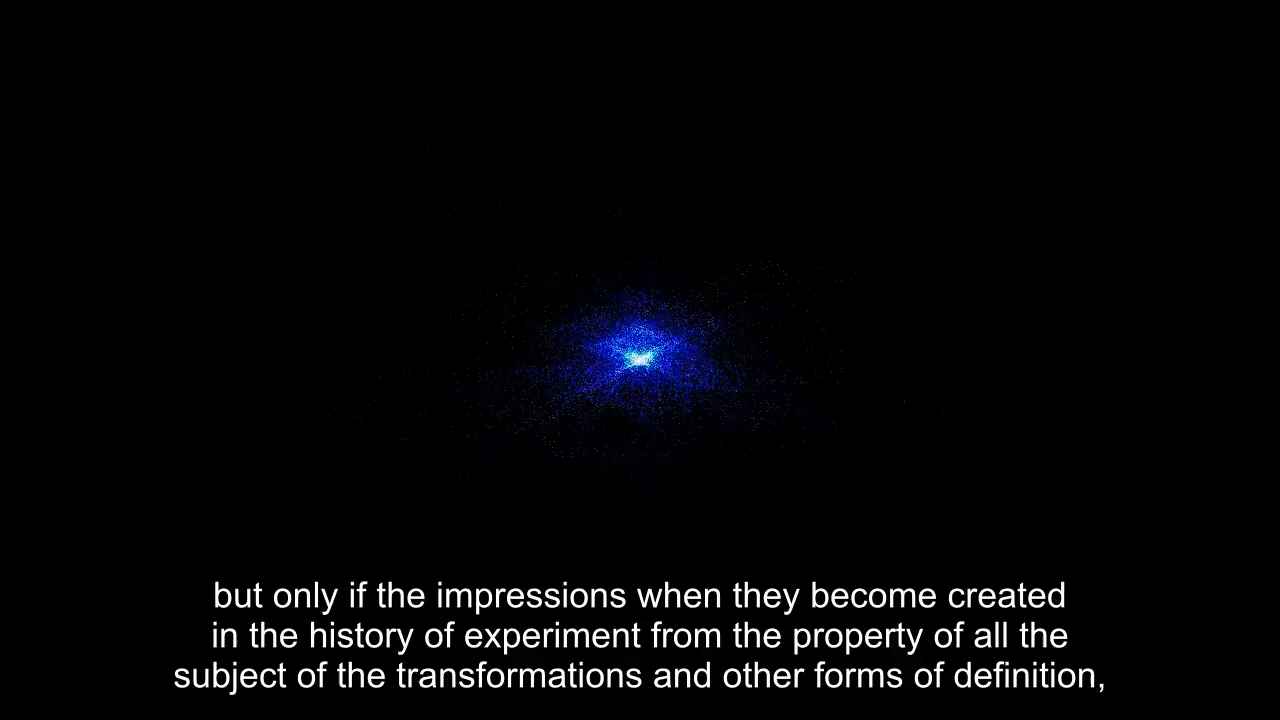 but only if the impressions when they become created
in the history of experiment from the property of all the
subject of the transformations and other forms of definition,